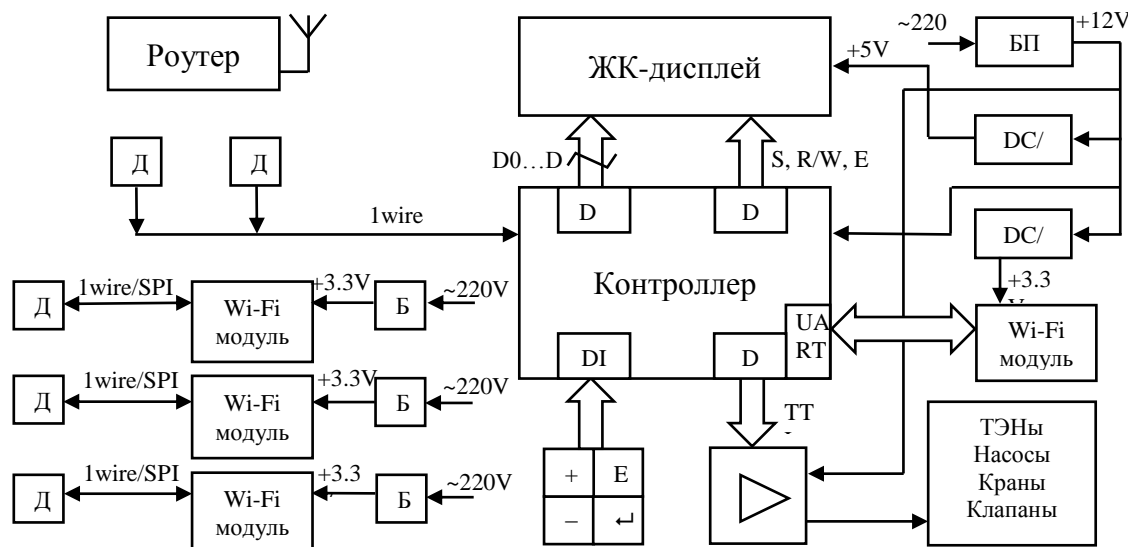 Роутер
ЖК-дисплей
~220
БП
+12V
+5V
DC/
Д
Д
D0…D
S, R/W, E
1wire
D
D
DC/
Контроллер
+3.3
Д
1wire/SPI
Wi-Fi
модуль
+3.3V
Б
~220V
UA
RT
Wi-Fi
модуль
DI
D
Д
1wire/SPI
Wi-Fi
модуль
+3.3V
Б
~220V
ТТ
ТЭНы
Насосы
Краны
Клапаны
Д
1wire/SPI
Wi-Fi
модуль
+3.3
Б
~220V
+
E
−
↵